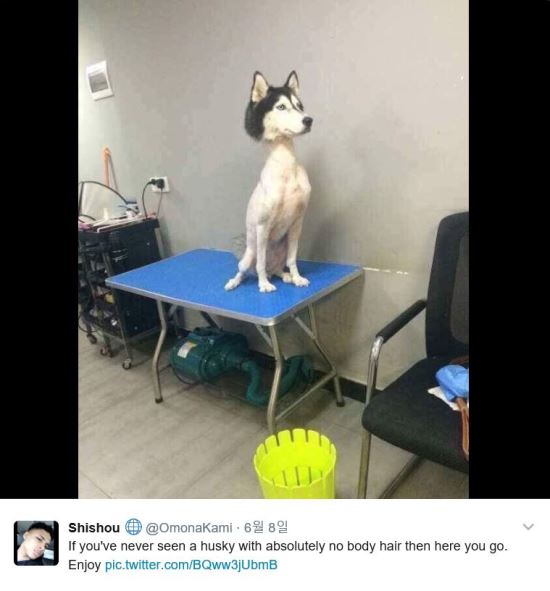 Shishou @OmonaKami · 6월 8일
If you've never seen a husky with absolutely no body hair then here you go.
Enjoy pic.twitter.com/BQww3jUbmB